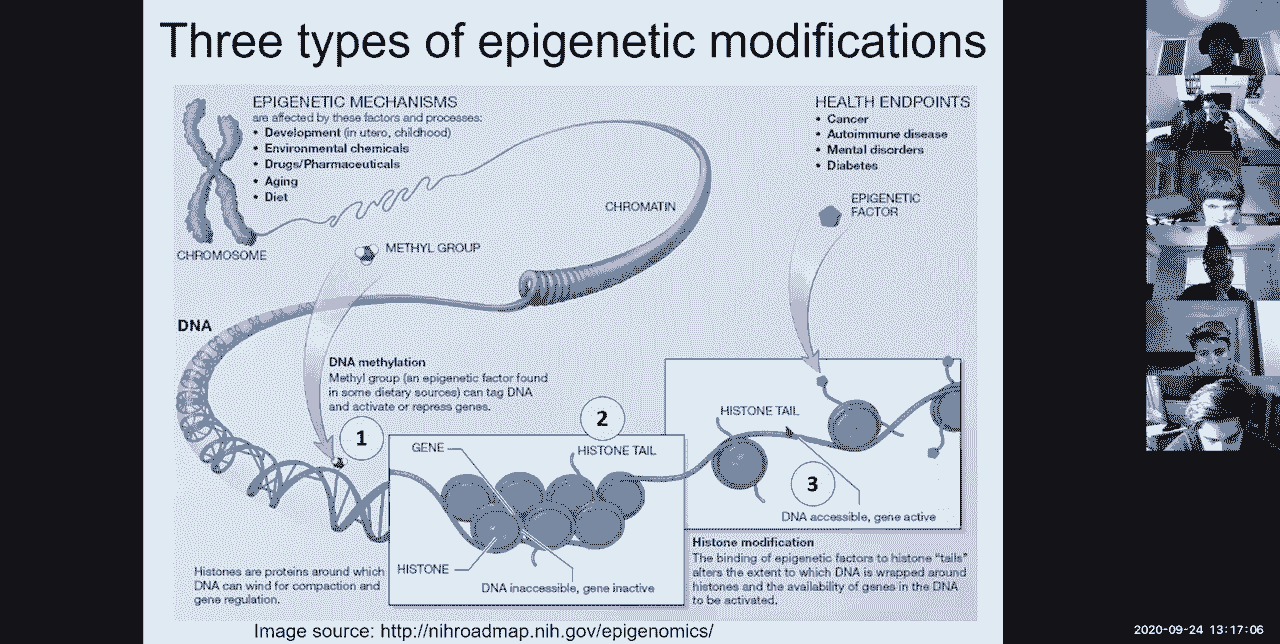 Three types of epigenetic modifications
EPIGENETIC MECHANISMS
are affected by these factors and processes:
• Development (in utero, childhood)
• Environmental chemicals
• Drugs/Pharmaceuticals
• Aging
• Diet
HEALTH ENDPOINTS
• Cancer
• Autoimmune disease
• Mental disorders
• Diabetes
EPIGENETIC
FACTOR
CHROMATIN
CHROMOSOME
METHYL GROUP
DNA
DNA methylation
Methyl group (an epigenetic factor found
in some dietary sources) can tag DNA
and activate or repress genes.
1
2
GENE
HISTONE TAIL
HISTONE TAIL
3
DNA accessible, gene active
HISTONE
DNA inaccessible, gene inactive
Histones are proteins around which
DNA can wind for compaction and
gene regulation.
Histone modification
The binding of epigenetic factors to histone "tails"
alters the extent to which DNA is wrapped around
histones and the availability of genes in the DNA
to be activated.
Image source: http://nihroadmap.nih.gov/epigenomics/
2020-09-24 13:17:06